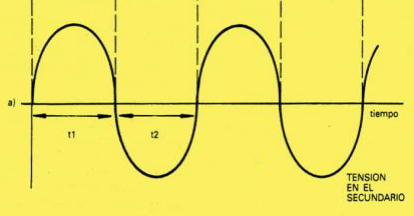 a)
tiempo
t1
t2
TENSION
EN EL
SECUNDARIO